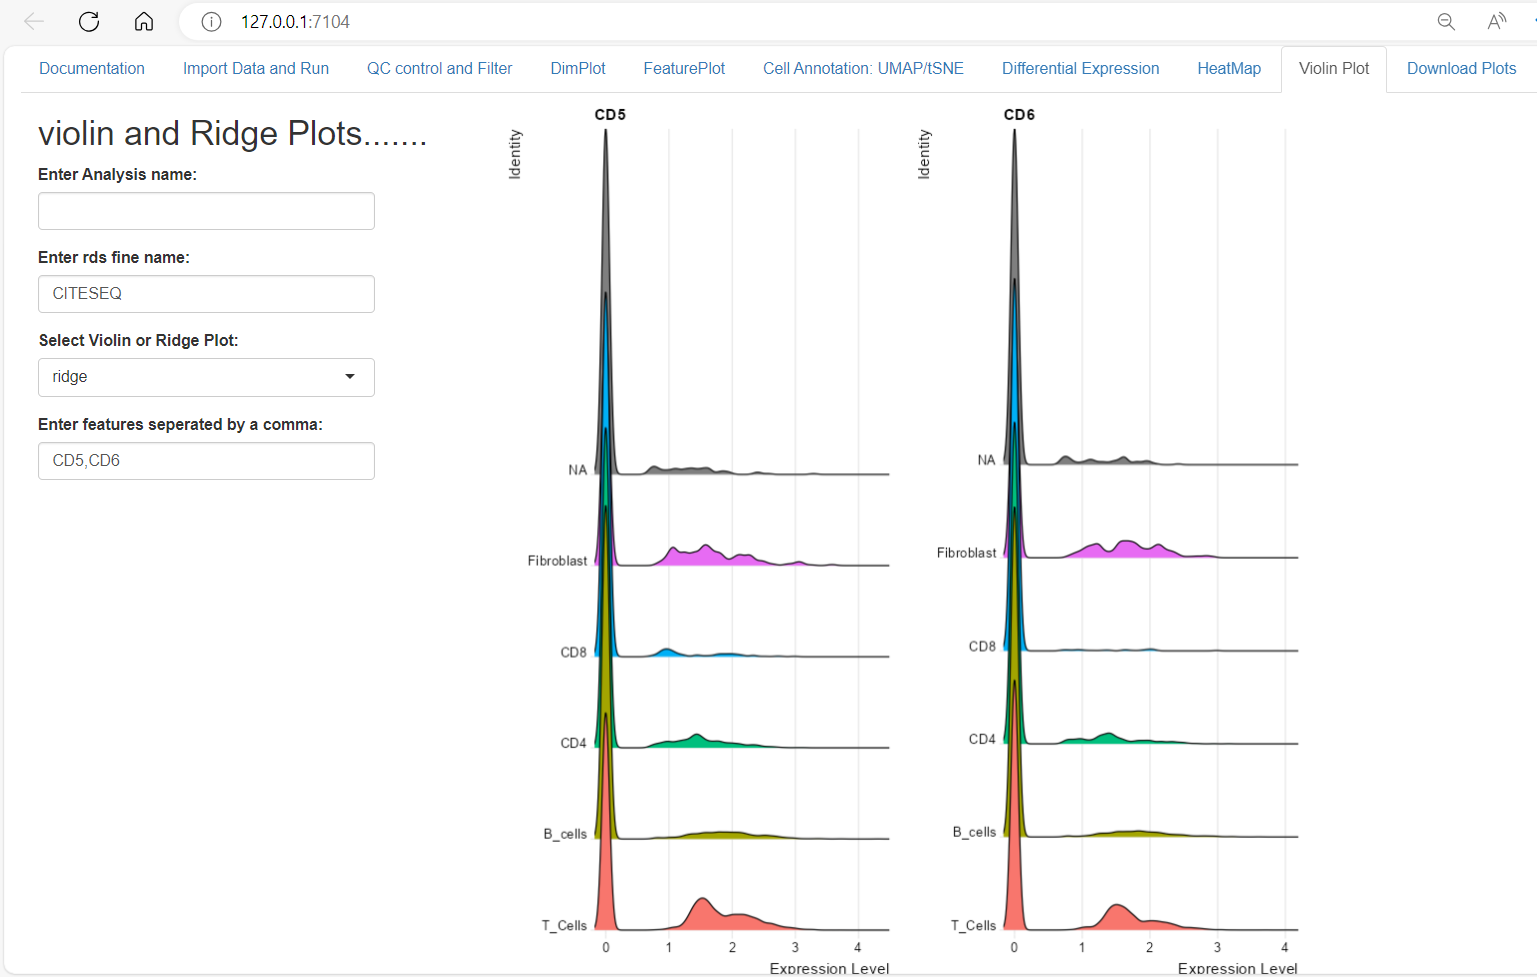 127.0.0.1:7104
Documentation
Import Data and Run
QC control and Filter
DimPlot
FeaturePlot
Cell Annotation: UMAP/tSNE
Differential Expression
HeatMap
Violin Plot
Download Plots
violin and Ridge Plots.......
Enter Analysis name:
Enter rds fine name:
CITESEQ
Select Violin or Ridge Plot:
ridge
Enter features seperated by a comma:
CD5,CD6
CD5
Identity
NA
Fibroblast
CD8
CD4
B_cells
T_Cells
0 1 2 3 4
Expression Level
CD6
Identity
NA
Fibroblast
CD8
CD4
B_cells
T_Cells
0 1 2 3 4
Expression Level